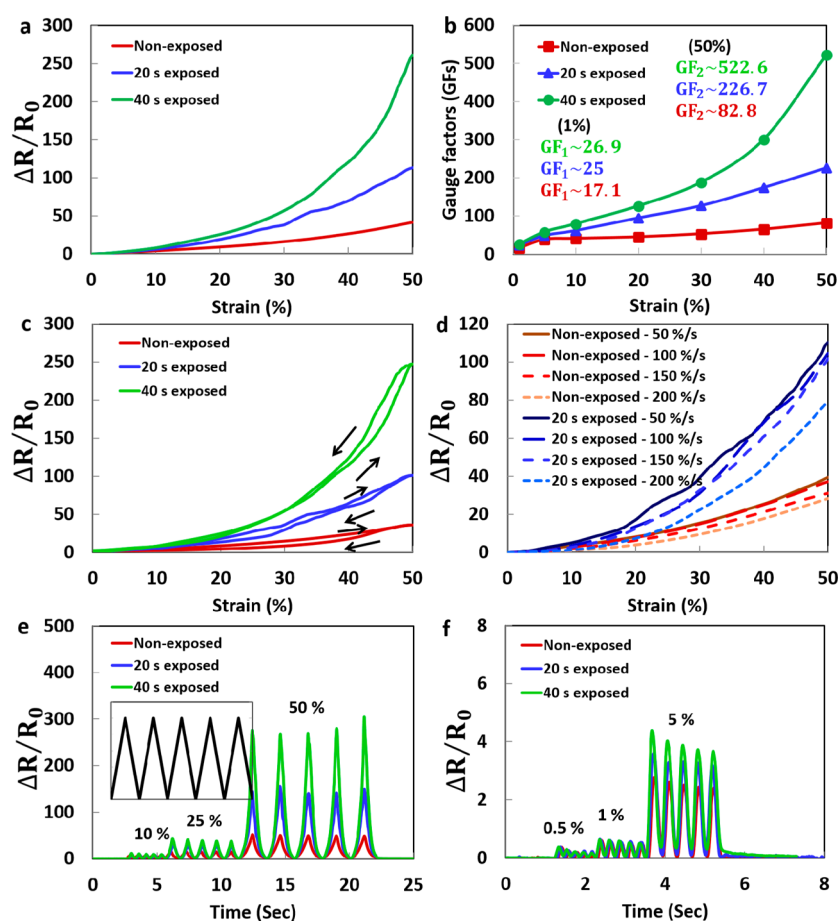 a
300
250
200
150
100
50
0
Non-exposed
20 s exposed
40 s exposed
ΔR/R₀
0 10 20 30 40 50
Strain (%)
b
600
500
400
300
200
100
0
Non-exposed
20 s exposed
40 s exposed
(50%)
GF₂~522.6
GF₂~226.7
GF₂~82.8
(1%)
GF₁~26.9
GF₁~25
GF₁~17.1
Gauge factors (GFs)
0 10 20 30 40 50
Strain (%)
c
300
250
200
150
100
50
0
Non-exposed
20 s exposed
40 s exposed
ΔR/R₀
0 10 20 30 40 50
Strain (%)
d
120
100
80
60
40
20
0
Non-exposed - 50 %/s
Non-exposed - 100 %/s
Non-exposed - 150 %/s
Non-exposed - 200 %/s
20 s exposed - 50 %/s
20 s exposed - 100 %/s
20 s exposed - 150 %/s
20 s exposed - 200 %/s
ΔR/R₀
0 10 20 30 40 50
Strain (%)
e
500
400
300
200
100
0
Non-exposed
20 s exposed
40 s exposed
50 %
25 %
10 %
ΔR/R₀
0 5 10 15 20 25
Time (Sec)
f
8
6
4
2
0
Non-exposed
20 s exposed
40 s exposed
5 %
1 %
0.5 %
ΔR/R₀
0 2 4 6 8
Time (Sec)